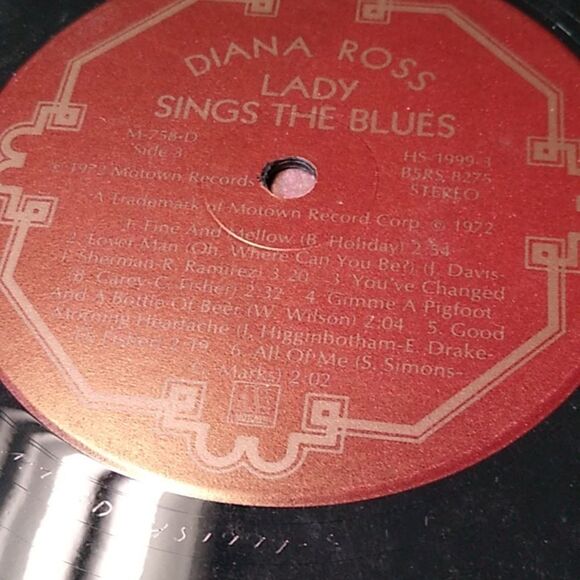 DIANA ROSS
LADY
SINGS THE BLUES
M-758-D
Side 3
HS-1999-3
BSRS, 8275
STEREO
© 1972 Motown Records
A Trademark of Motown Record Corp. © 1972
1. Fine And Mellow (B. Holiday) 2:54
2. Lover Man (Oh, Where Can You Be?) (J. Davis-
J. Sherman-R. Ramirez) 3:20 3. You've Changed
B. Carey-C. Fisher) 2:32 4. Gimme A Pigfoot
And A Bottle Of Beer (W. Wilson) 2:04 5. Good
Morning Heartache (I. Higginbotham-E. Drake-
D. Fisher) 2:19 6. All Of Me (S. Simons-
G. Marks) 2:02